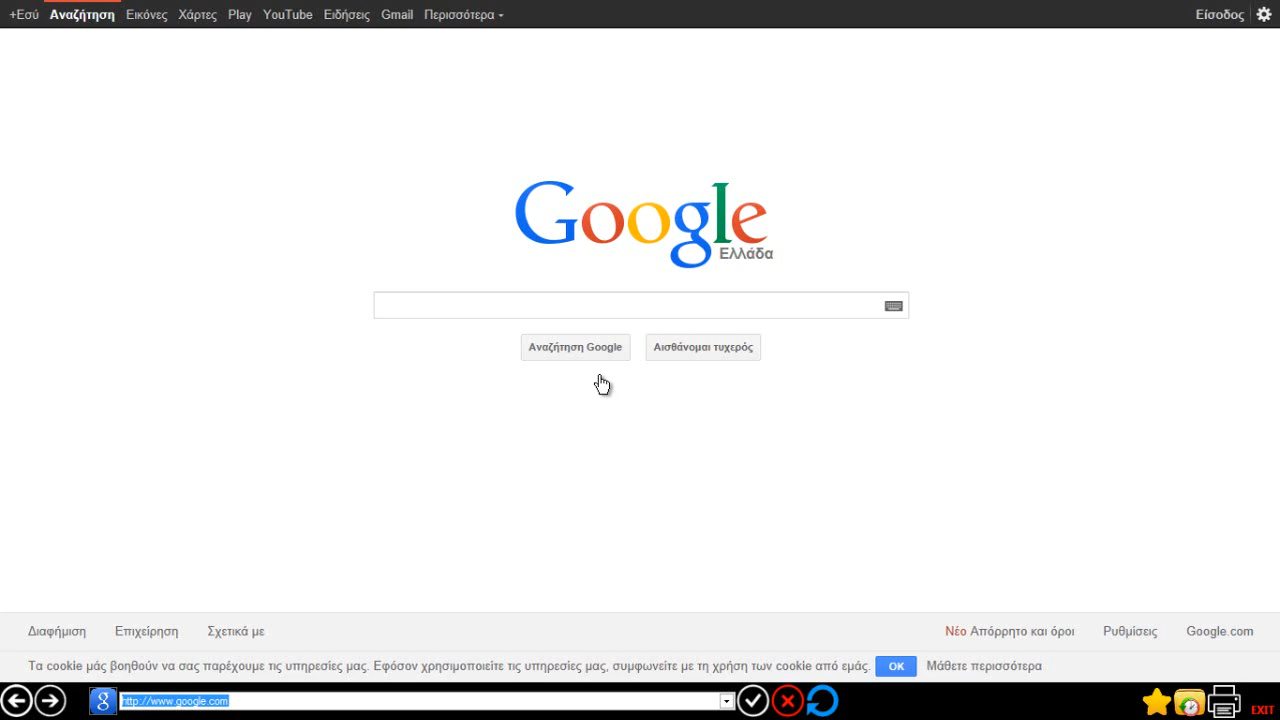 +Εσύ Αναζήτηση Εικόνες Χάρτες Play YouTube Ειδήσεις Gmail Περισσότερα Είσοδος
Google
Ελλάδα
Αναζήτηση Google Αισθάνομαι τυχερός
Διαφήμιση Επιχείρηση Σχετικά με Νέο Απόρρητο και όροι Ρυθμίσεις Google.com
Τα cookie μάς βοηθούν να σας παρέχουμε τις υπηρεσίες μας. Εφόσον χρησιμοποιείτε τις υπηρεσίες μας, συμφωνείτε με τη χρήση των cookie από εμάς. OK Μάθετε περισσότερα
g http://www.google.com EXIT